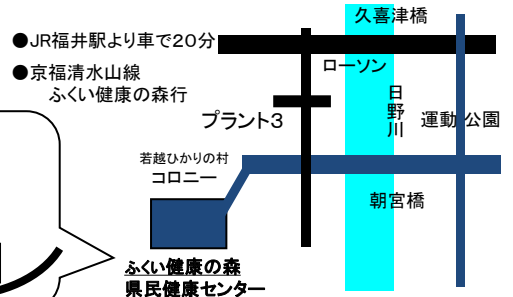 久喜津橋
●JR福井駅より車で20分
●京福清水山線
ふくい健康の森行
ローソン
プラント3
日野川
運動公園
若越ひかりの村
コロニー
朝宮橋
ふくい健康の森
県民健康センター